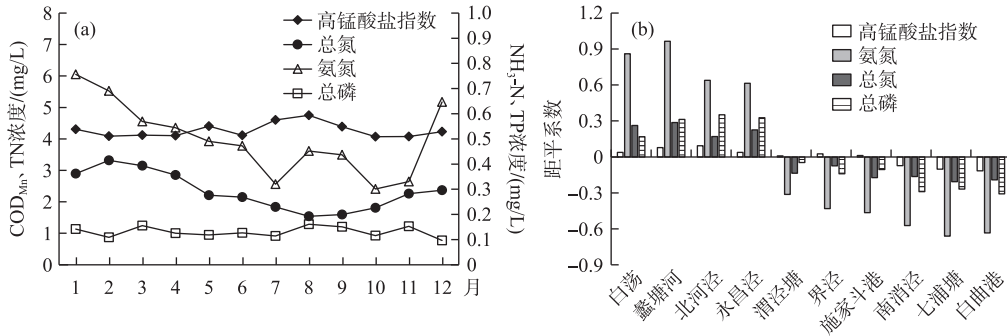 (a)
高锰酸盐指数
总氮
氨氮
总磷
COD_Mn、TN浓度/(mg/L)
8
7
6
5
4
3
2
1
0
1.0
0.9
0.8
0.7
0.6
0.5
0.4
0.3
0.2
0.1
0
NH3-N、TP浓度/(mg/L)
1 2 3 4 5 6 7 8 9 10 11 12 月
(b)
高锰酸盐指数
氨氮
总氮
总磷
距平系数
1.2
0.9
0.6
0.3
0
−0.3
−0.6
−0.9
白荡
蠡塘河
北河泾
永昌泾
渭泾塘
界泾
施家斗港
南消泾
七浦塘
白曲港